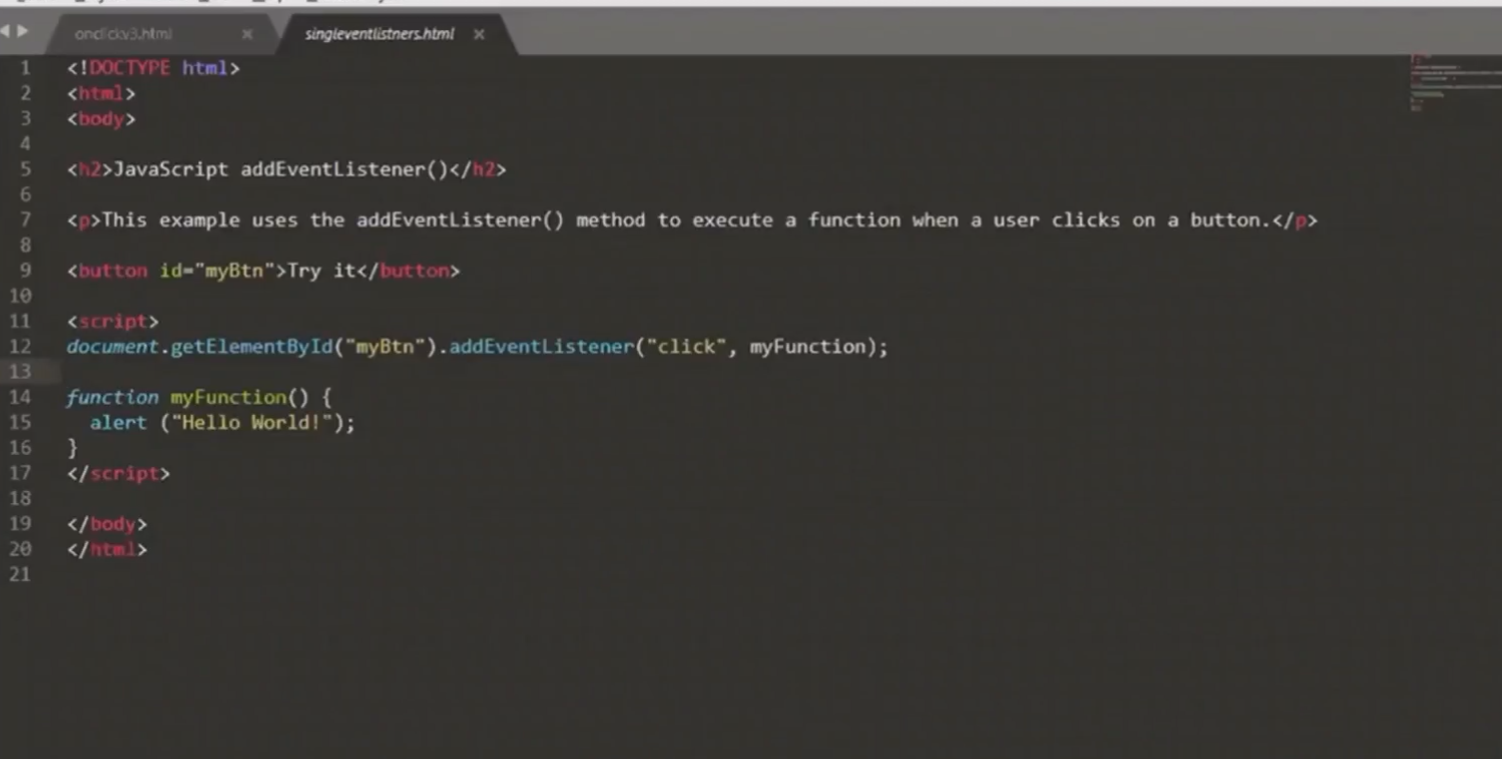 onclickv3.html × singleventlistners.html ×
1 <!DOCTYPE html>
2 <html>
3 <body>
4
5 <h2>JavaScript addEventListener()</h2>
6
7 <p>This example uses the addEventListener() method to execute a function when a user clicks on a button.</p>
8
9 <button id="myBtn">Try it</button>
10
11 <script>
12 document.getElementById("myBtn").addEventListener("click", myFunction);
13
14 function myFunction() {
15   alert ("Hello World!");
16 }
17 </script>
18
19 </body>
20 </html>
21